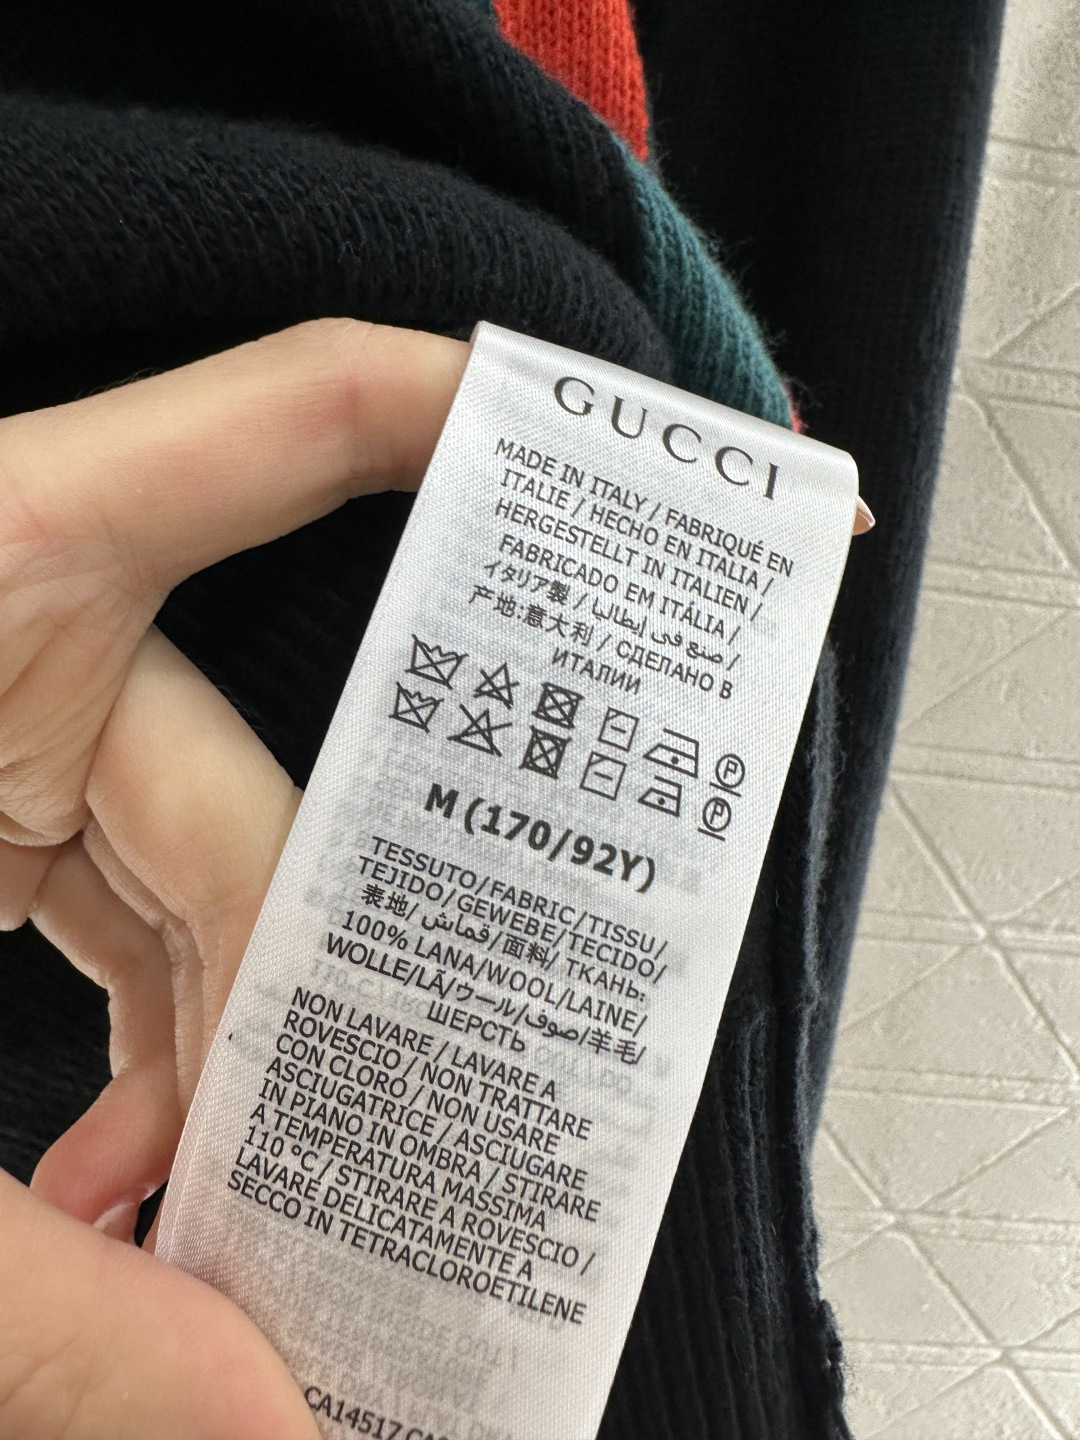 GUCCI
MADE IN ITALY / FABRIQUÉ EN
ITALIE / HECHO EN ITALIA /
HERGESTELLT IN ITALIEN /
FABRICADO EM ITÁLIA /
イタリア製 / صنع في إيطاليا /
产地:意大利 / СДЕЛАНО В
ИТАЛИИ
P
P
M (170/92Y)
TESSUTO/FABRIC/TISSU/
TEJIDO/GEWEBE/TECIDO/
表地/ قماش/面料/ ТКАНЬ:
100% LANA/WOOL/LAINE/
WOLLE/LÃ/ウール/صوف/羊毛/
ШЕРСТЬ
NON LAVARE / LAVARE A
ROVESCIO / NON TRATTARE
CON CLORO / NON USARE
ASCIUGATRICE / ASCIUGARE
IN PIANO IN OMBRA / STIRARE
A TEMPERATURA MASSIMA
110 °C / STIRARE A ROVESCIO /
LAVARE DELICATAMENTE A
SECCO IN TETRACLOROETILENE
CA14517